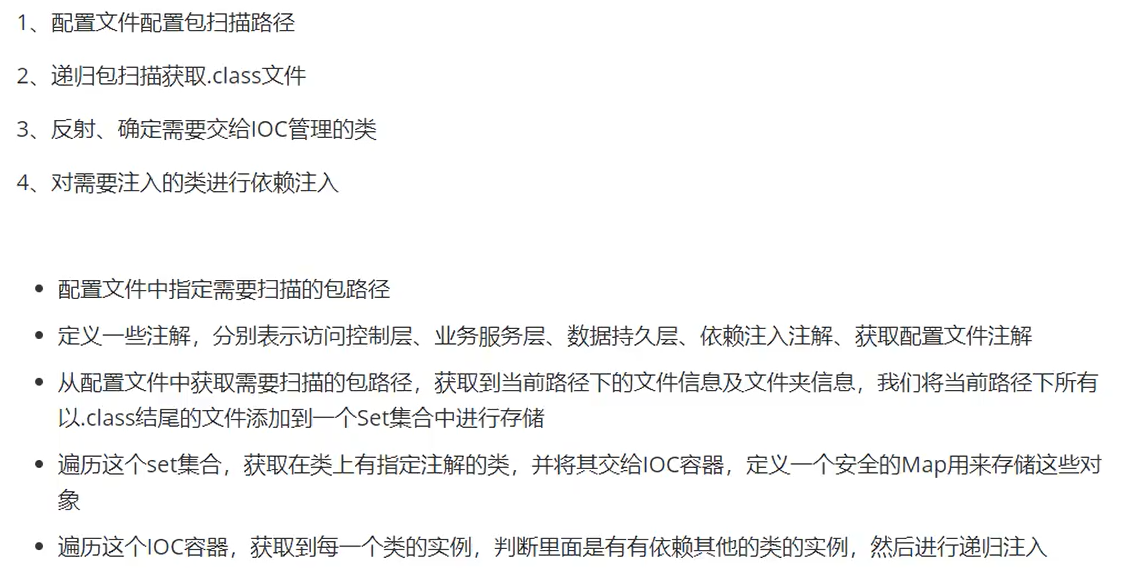 1、配置文件配置包扫描路径
2、递归包扫描获取.class文件
3、反射、确定需要交给IOC管理的类
4、对需要注入的类进行依赖注入
配置文件中指定需要扫描的包路径
定义一些注解，分别表示访问控制层、业务服务层、数据持久层、依赖注入注解、获取配置文件注解
从配置文件中获取需要扫描的包路径，获取到当前路径下的文件信息及文件夹信息，我们将当前路径下所有
以.class结尾的文件添加到一个Set集合中进行存储
遍历这个set集合，获取在类上有指定注解的类，并将其交给IOC容器，定义一个安全的Map用来存储这些对
象
遍历这个IOC容器，获取到每一个类的实例，判断里面是有有依赖其他的类的实例，然后进行递归注入